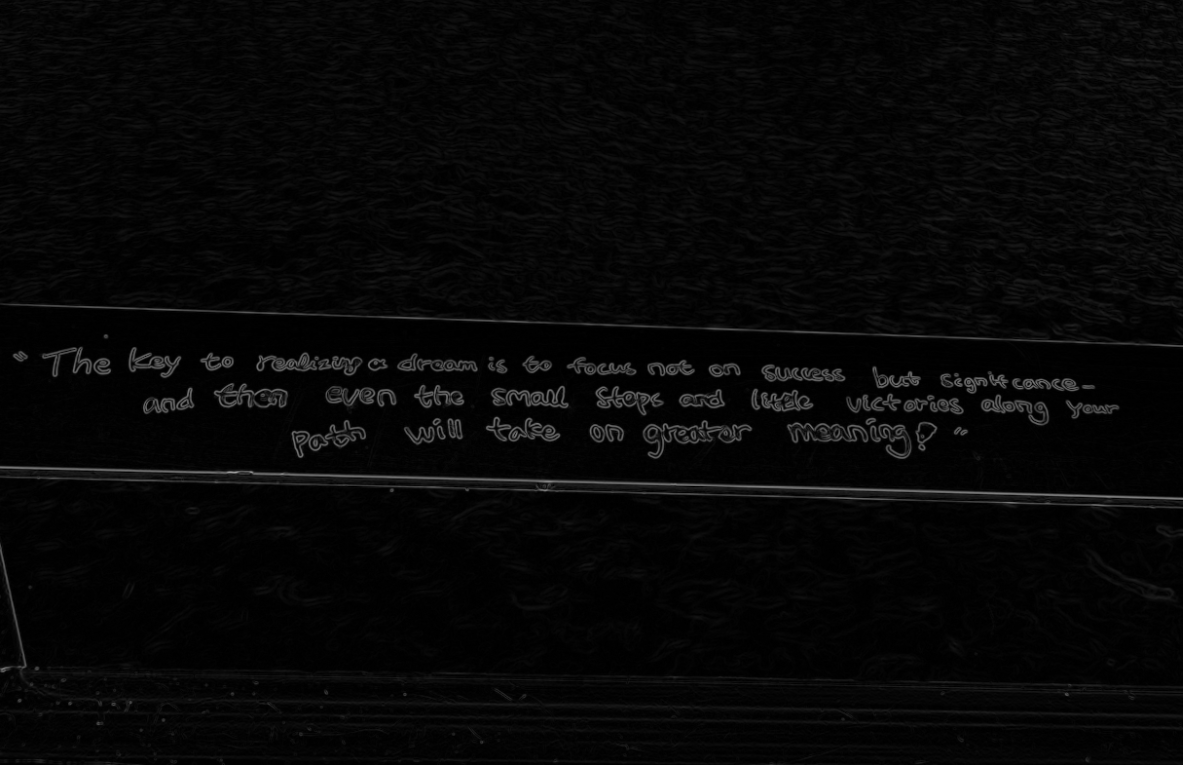 "The key to realizing a dream is to focus not on success but significance–
and then even the small steps and little victories along your
path will take on greater meaning!"